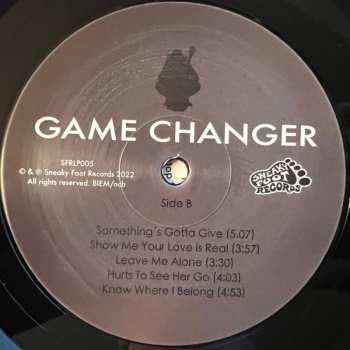 GAME CHANGER
SFRLP005
© & ℗ Sneaky Foot Records 2022
All rights reserved. BIEM/ncb
SNEAKY
FOOT
RECORDS
Side B
Something's Gotta Give (5.07)
Show Me Your Love Is Real (3:57)
Leave Me Alone (3:30)
Hurts To See Her Go (4:03)
Know Where I Belong (4:53)